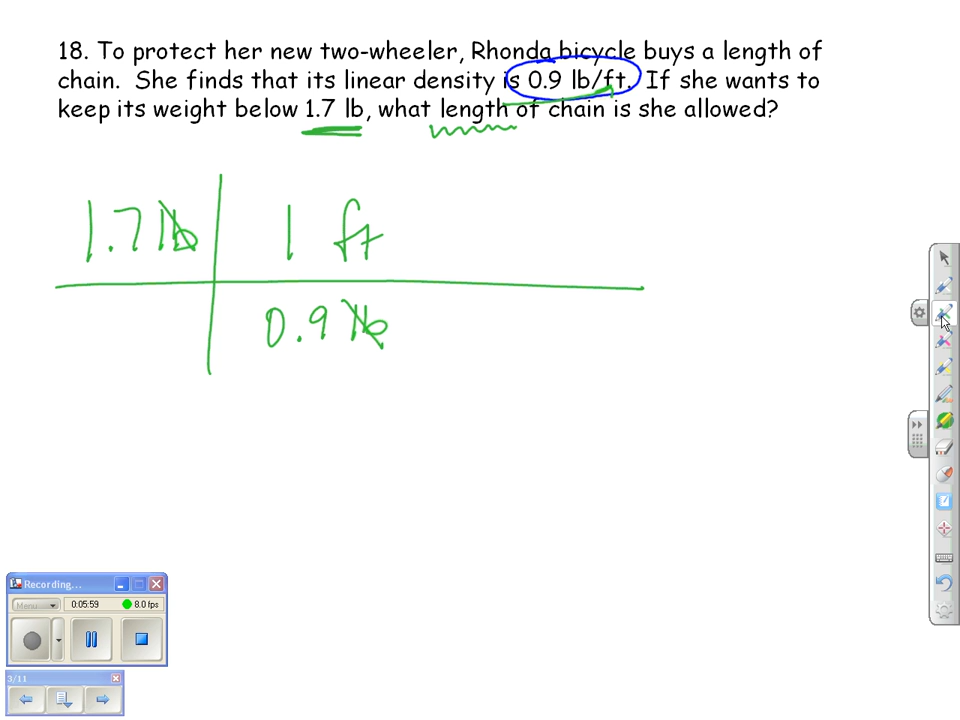 18. To protect her new two-wheeler, Rhonda bicycle buys a length of
chain. She finds that its linear density is 0.9 lb/ft. If she wants to
keep its weight below 1.7 lb, what length of chain is she allowed?
1.7 lb 1 ft
0.9 lb
Recording...
Menu 0:05:59 8.0 fps
3/11